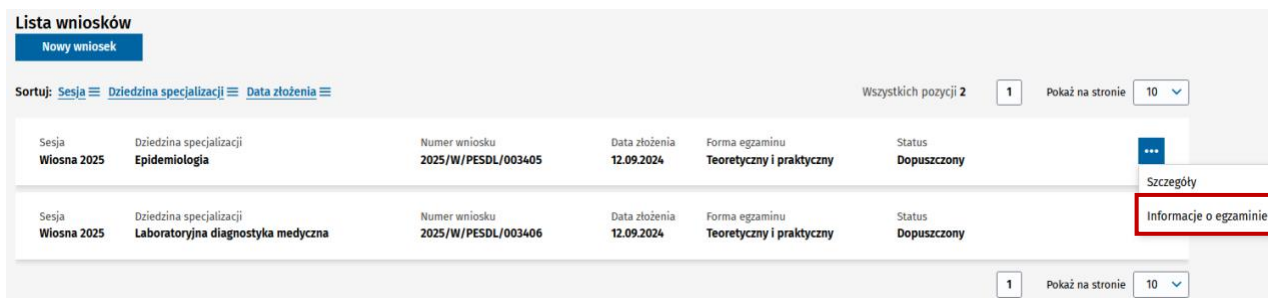 Lista wniosków
Nowy wniosek
Sortuj: Sesja Dziedzina specjalizacji Data złożenia Wszystkich pozycji 2 1 Pokaż na stronie 10
Sesja Dziedzina specjalizacji Numer wniosku Data złożenia Forma egzaminu Status
Wiosna 2025 Epidemiologia 2025/W/PESDL/003405 12.09.2024 Teoretyczny i praktyczny Dopuszczony
Szczegóły
Informacje o egzaminie
Sesja Dziedzina specjalizacji Numer wniosku Data złożenia Forma egzaminu Status
Wiosna 2025 Laboratoryjna diagnostyka medyczna 2025/W/PESDL/003406 12.09.2024 Teoretyczny i praktyczny Dopuszczony
1 Pokaż na stronie 10